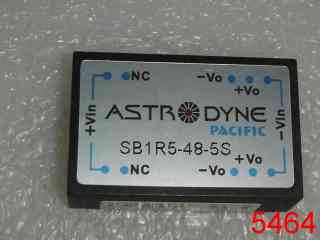 NC
-Vo
+Vo
+Vin
-Vin
ASTRODYNE
PACIFIC
SB1R5-48-5S
+Vo
NC
-Vo
5464